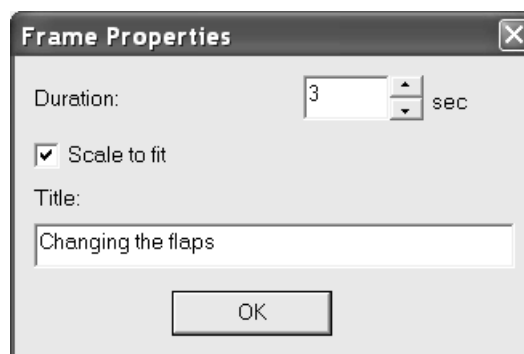 Frame Properties
Duration: 3 sec
Scale to fit
Title:
Changing the flaps
OK